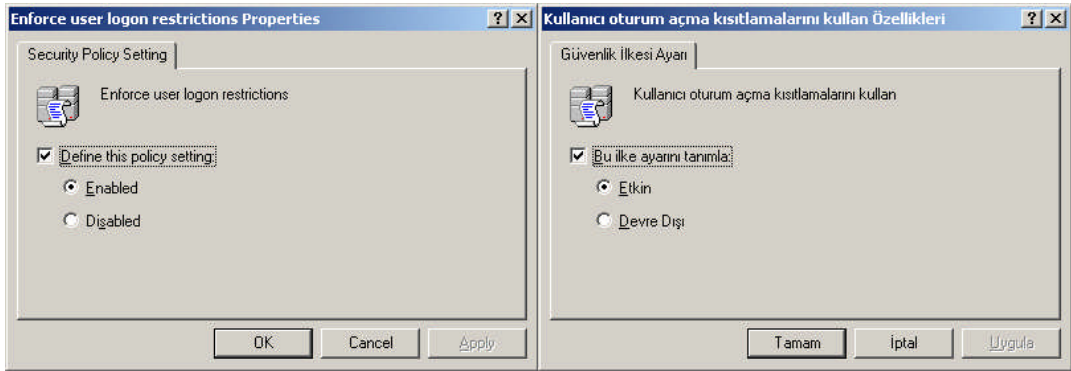 Enforce user logon restrictions Properties
Security Policy Setting
Enforce user logon restrictions
Define this policy setting:
Enabled
Disabled
OK
Cancel
Apply
Kullanıcı oturum açma kısıtlamalarını kullan Özellikleri
Güvenlik İlkesi Ayarı
Kullanıcı oturum açma kısıtlamalarını kullan
Bu ilke ayarını tanımla:
Etkin
Devre Dışı
Tamam
İptal
Uygula